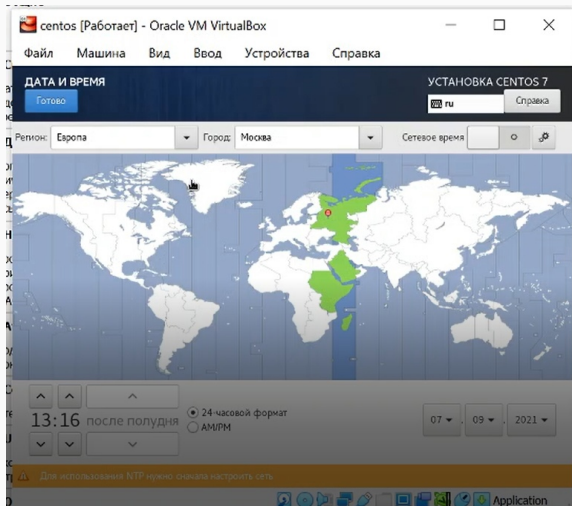 centos [Работает] - Oracle VM VirtualBox
Файл Машина Вид Ввод Устройства Справка
ДАТА И ВРЕМЯ
УСТАНОВКА CENTOS 7
Готово
ru
Справка
Регион: Европа Город: Москва Сетевое время
13:16 после полудня
24-часовой формат
AM/PM
07 . 09 . 2021
Для использования NTP нужно сначала настроить сеть
Application